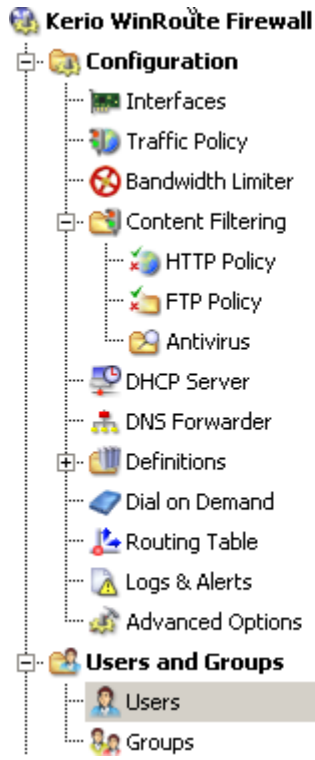 Kerio WinRoute Firewall
Configuration
Interfaces
Traffic Policy
Bandwidth Limiter
Content Filtering
HTTP Policy
FTP Policy
Antivirus
DHCP Server
DNS Forwarder
Definitions
Dial on Demand
Routing Table
Logs & Alerts
Advanced Options
Users and Groups
Users
Groups